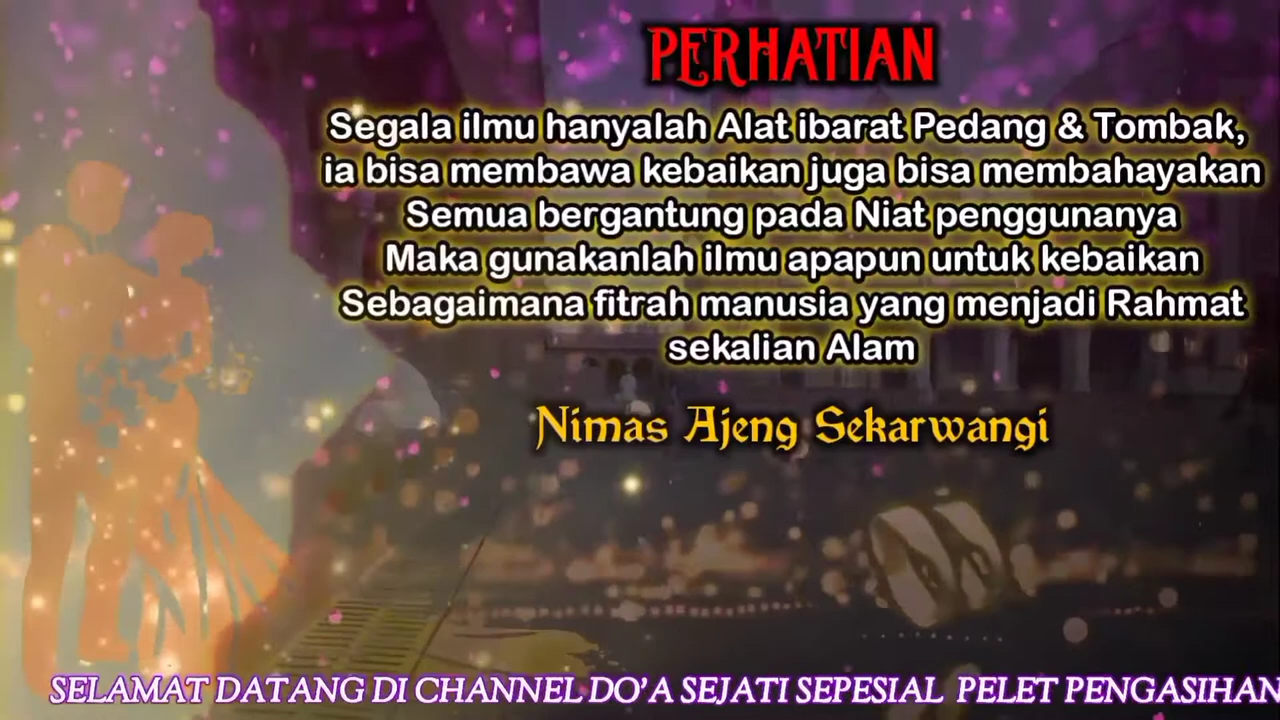 PERHATIAN
Segala ilmu hanyalah Alat ibarat Pedang & Tombak,
ia bisa membawa kebaikan juga bisa membahayakan
Semua bergantung pada Niat penggunanya
Maka gunakanlah ilmu apapun untuk kebaikan
Sebagaimana fitrah manusia yang menjadi Rahmat
sekalian Alam
Nimas Ajeng Sekarwangi
SELAMAT DATANG DI CHANNEL DO'A SEJATI SEPESIAL PELET PENGASIHAN